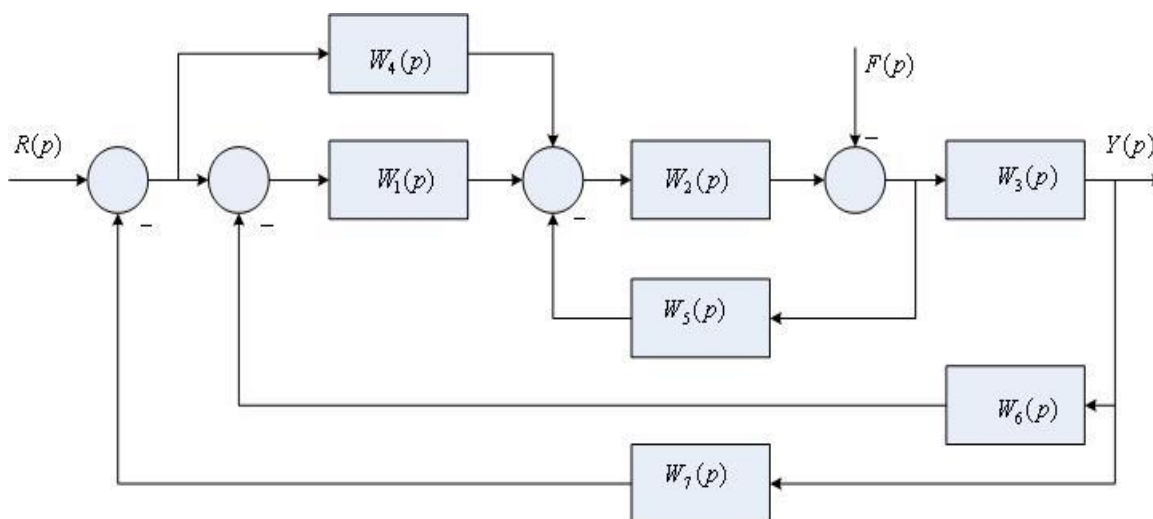 W₄(p)
F(p)
R(p)
–
Y(p)
W₁(p)
W₂(p)
W₃(p)
–
–
–
W₅(p)
W₆(p)
W₇(p)